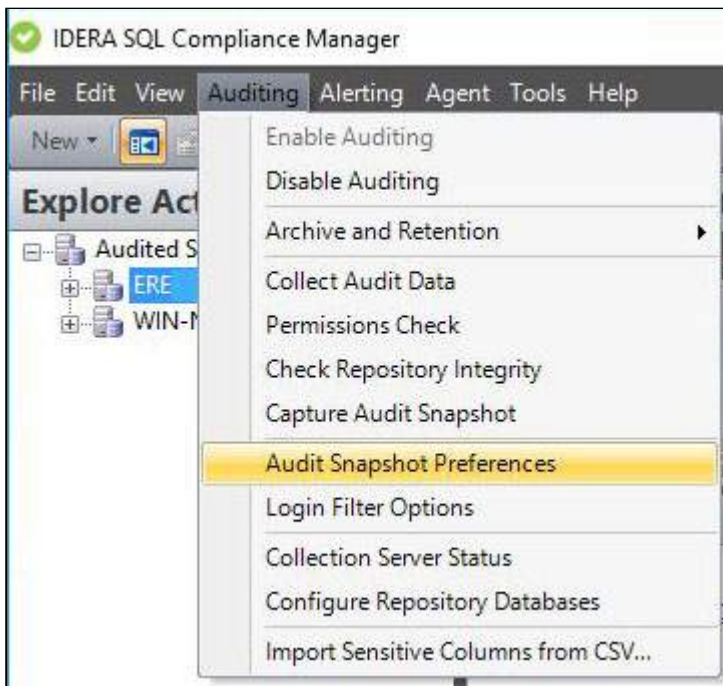 IDERA SQL Compliance Manager
File Edit View Auditing Alerting Agent Tools Help
New
Explore Act
Audited S
ERE
WIN-N
Enable Auditing
Disable Auditing
Archive and Retention
Collect Audit Data
Permissions Check
Check Repository Integrity
Capture Audit Snapshot
Audit Snapshot Preferences
Login Filter Options
Collection Server Status
Configure Repository Databases
Import Sensitive Columns from CSV...